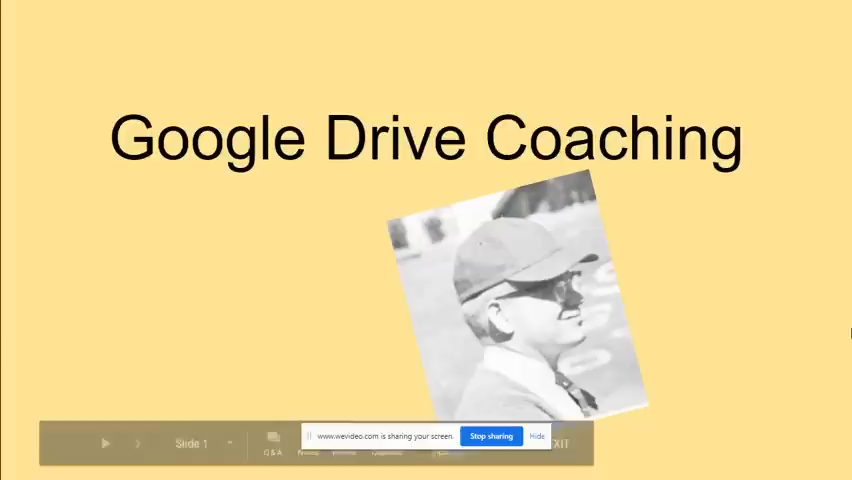 Google Drive Coaching
www.wevideo.com is sharing your screen.
Stop sharing
Hide
Slide 1
Q & A